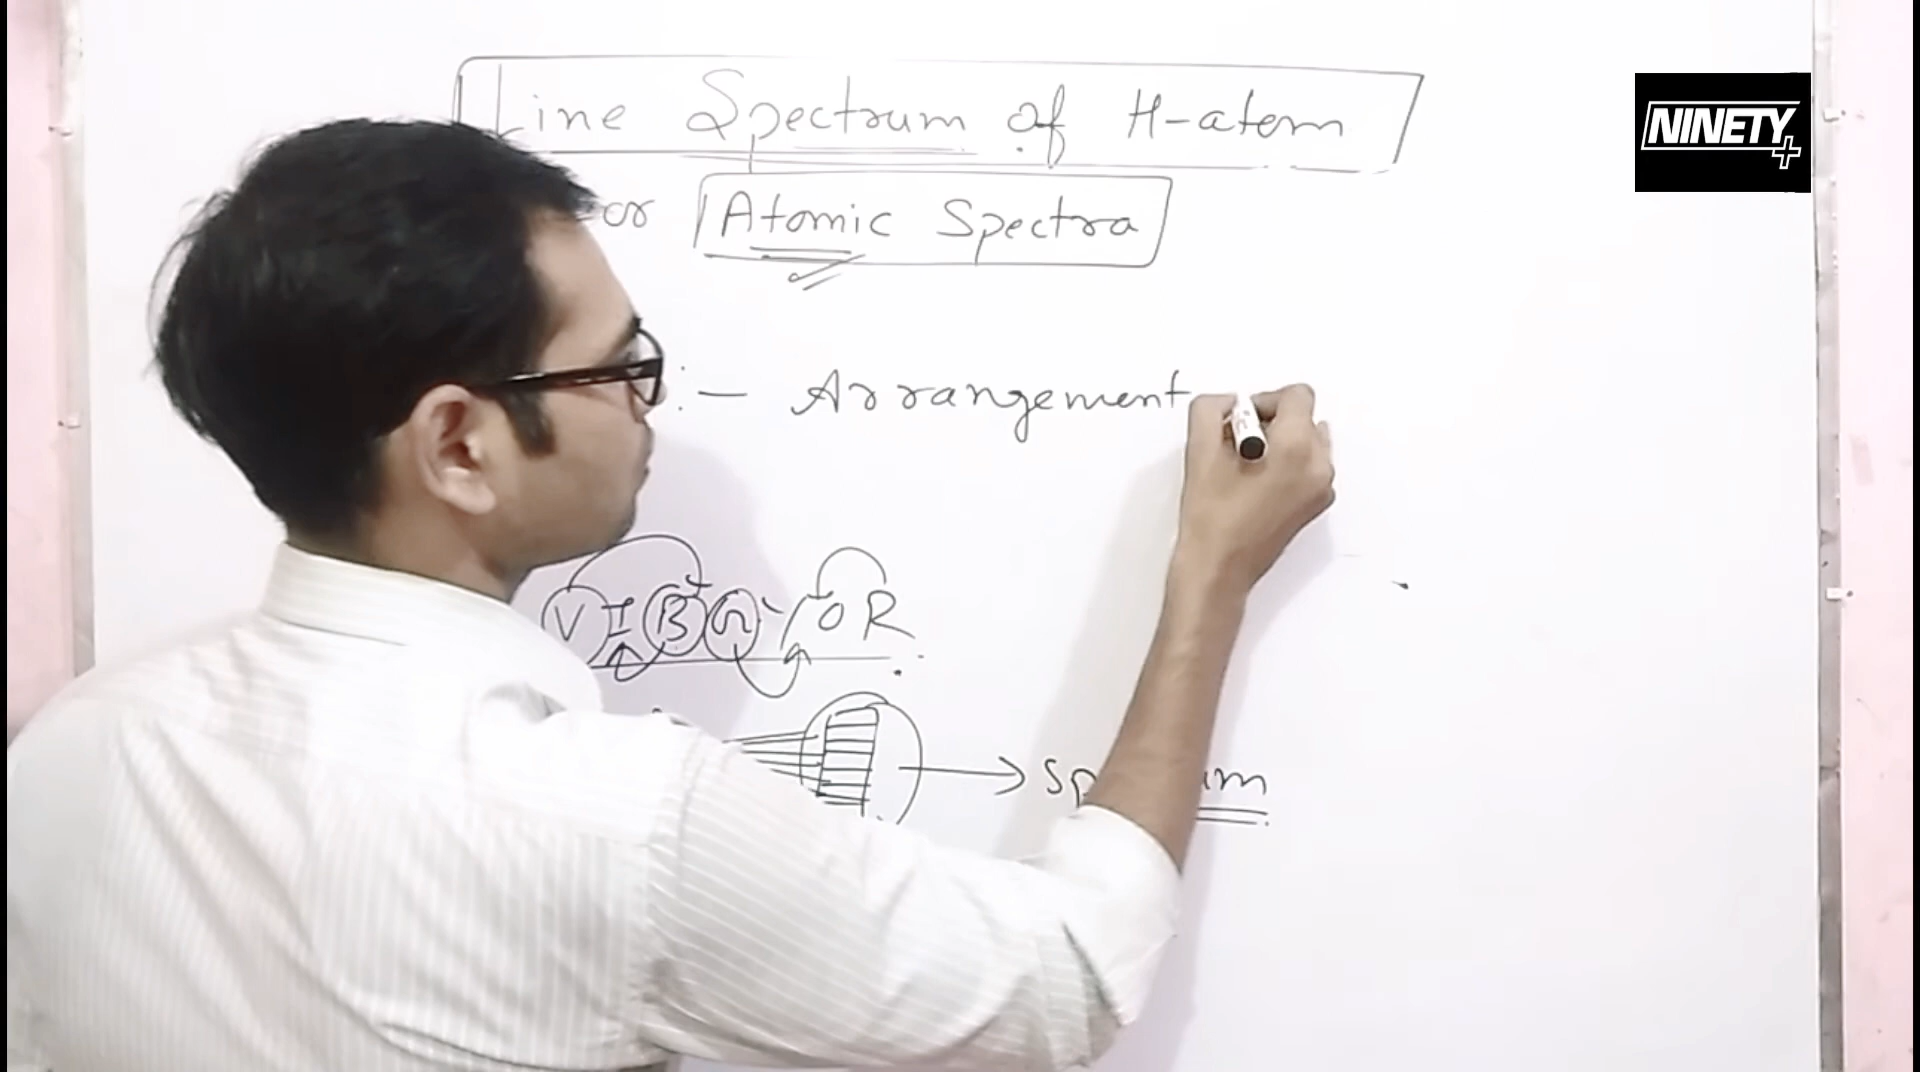 Line Spectrum of H-atom
NINETY+
or Atomic Spectra
:- Arrangement
V I B G Y O R